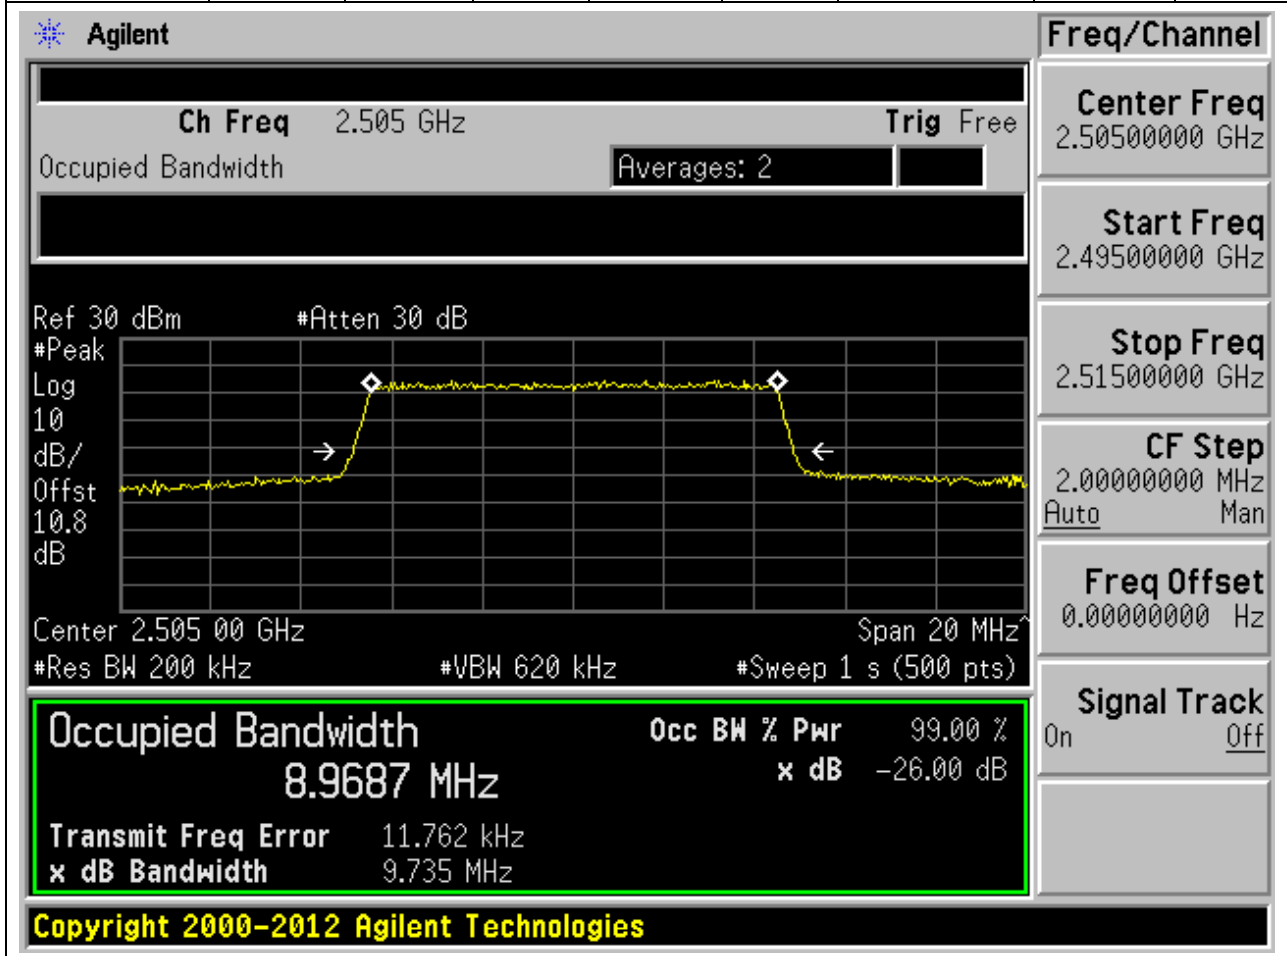 Agilent
Freq/Channel
Ch Freq 2.505 GHz Trig Free
Occupied Bandwidth Averages: 2
Center Freq
2.50500000 GHz
Start Freq
2.49500000 GHz
Stop Freq
2.51500000 GHz
CF Step
2.00000000 MHz
Auto Man
Freq Offset
0.00000000 Hz
Signal Track
On Off
Ref 30 dBm #Atten 30 dB
#Peak
Log
10
dB/
Offst
10.8
dB
Center 2.505 00 GHz Span 20 MHz^
#Res BW 200 kHz #VBW 620 kHz #Sweep 1 s (500 pts)
Occupied Bandwidth Occ BW % Pwr 99.00 %
8.9687 MHz x dB -26.00 dB
Transmit Freq Error 11.762 kHz
x dB Bandwidth 9.735 MHz
Copyright 2000-2012 Agilent Technologies